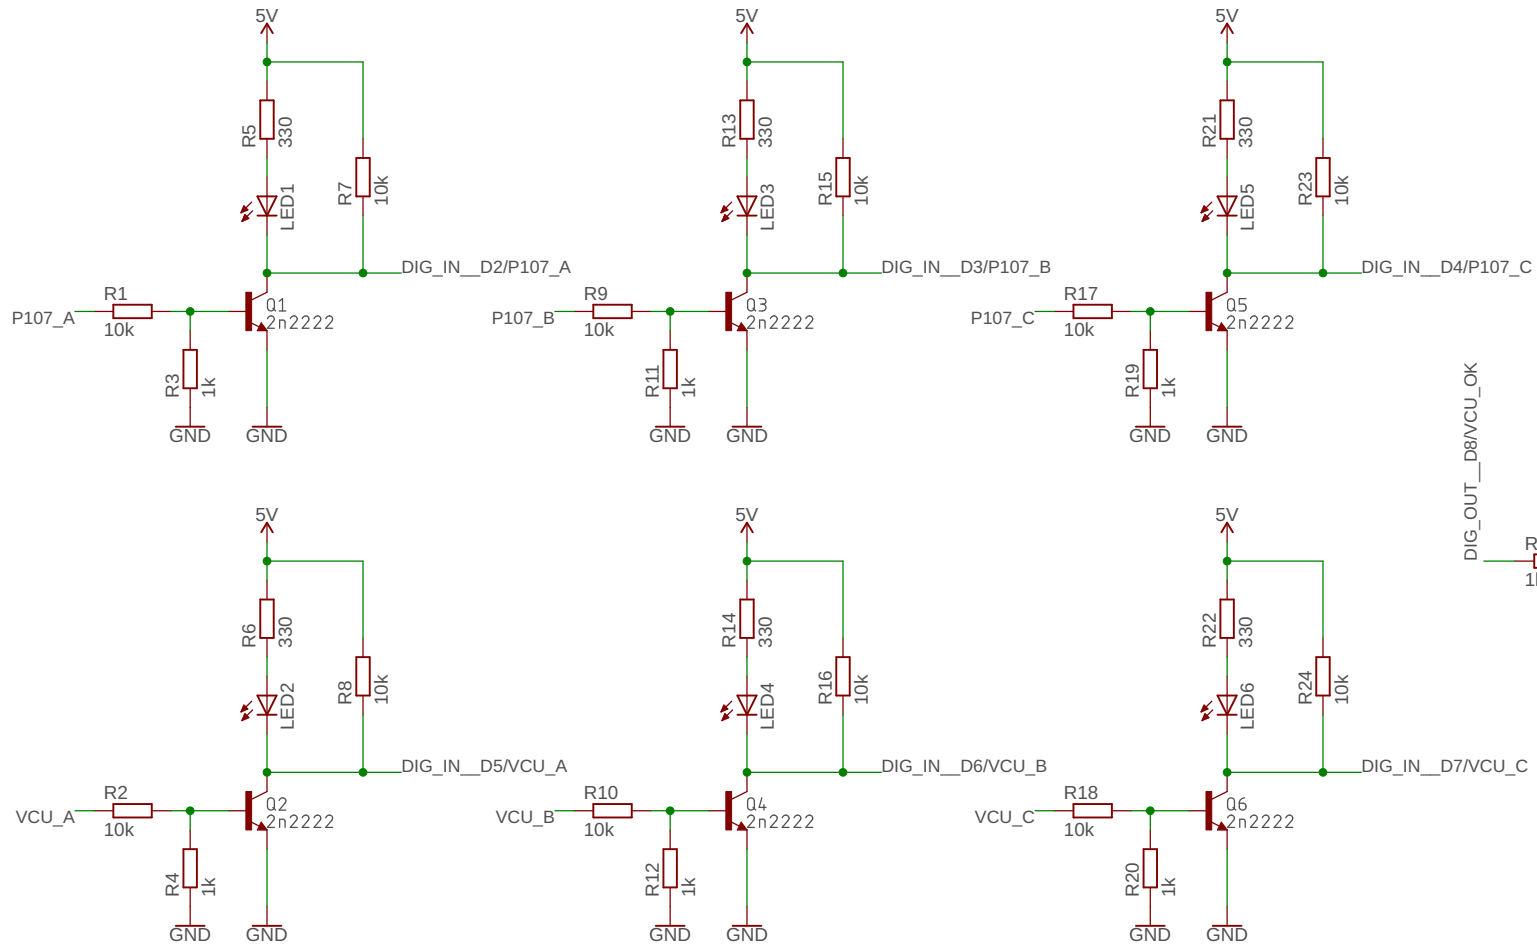 5V
R5
330
LED1
R7
10k
DIG_IN__D2/P107_A
P107_A
R1
10k
Q1
2n2222
R3
1k
GND
GND
5V
R13
330
LED3
R15
10k
DIG_IN__D3/P107_B
P107_B
R9
10k
Q3
2n2222
R11
1k
GND
GND
5V
R21
330
LED5
R23
10k
DIG_IN__D4/P107_C
P107_C
R17
10k
Q5
2n2222
R19
1k
GND
GND
DIG_OUT__D8/VCU_OK
R
5V
R6
330
LED2
R8
10k
DIG_IN__D5/VCU_A
VCU_A
R2
10k
Q2
2n2222
R4
1k
GND
GND
5V
R14
330
LED4
R16
10k
DIG_IN__D6/VCU_B
VCU_B
R10
10k
Q4
2n2222
R12
1k
GND
GND
5V
R22
330
LED6
R24
10k
DIG_IN__D7/VCU_C
VCU_C
R18
10k
Q6
2n2222
R20
1k
GND
GND